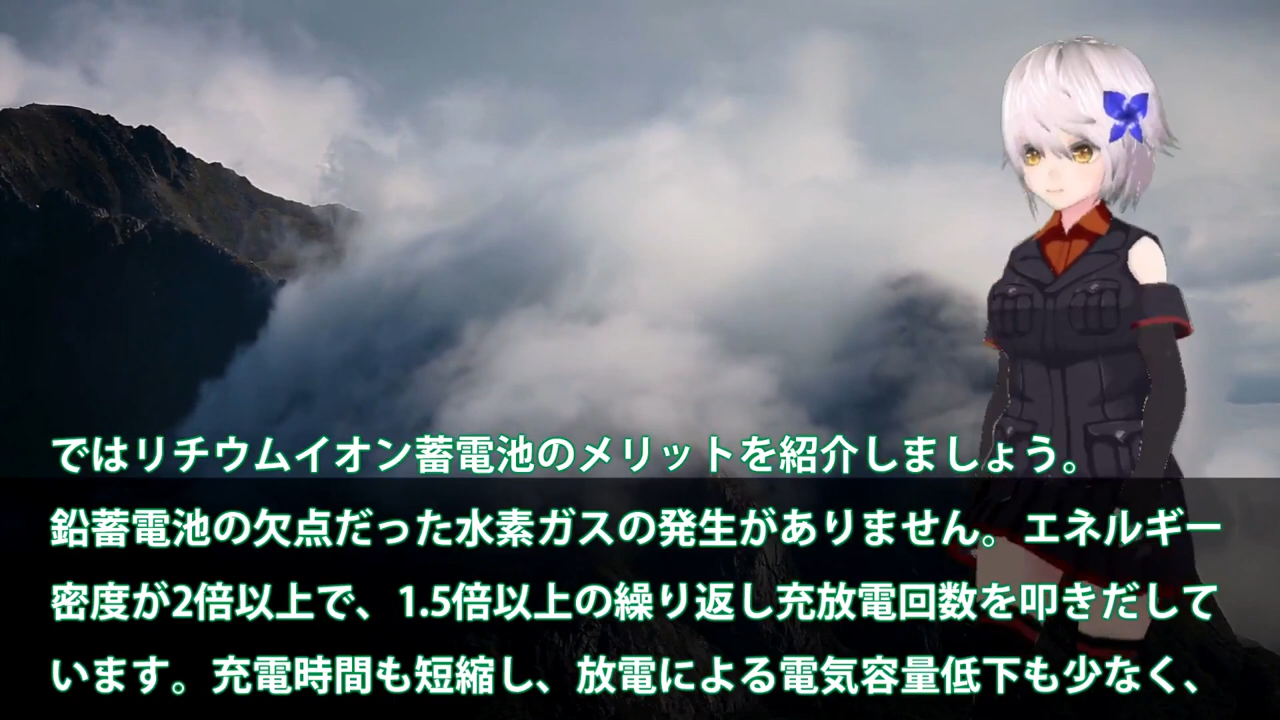 ではリチウムイオン蓄電池のメリットを紹介しましょう。
鉛蓄電池の欠点だった水素ガスの発生がありません。エネルギー
密度が2倍以上で、1.5倍以上の繰り返し充放電回数を叩きだして
います。充電時間も短縮し、放電による電気容量低下も少なく、